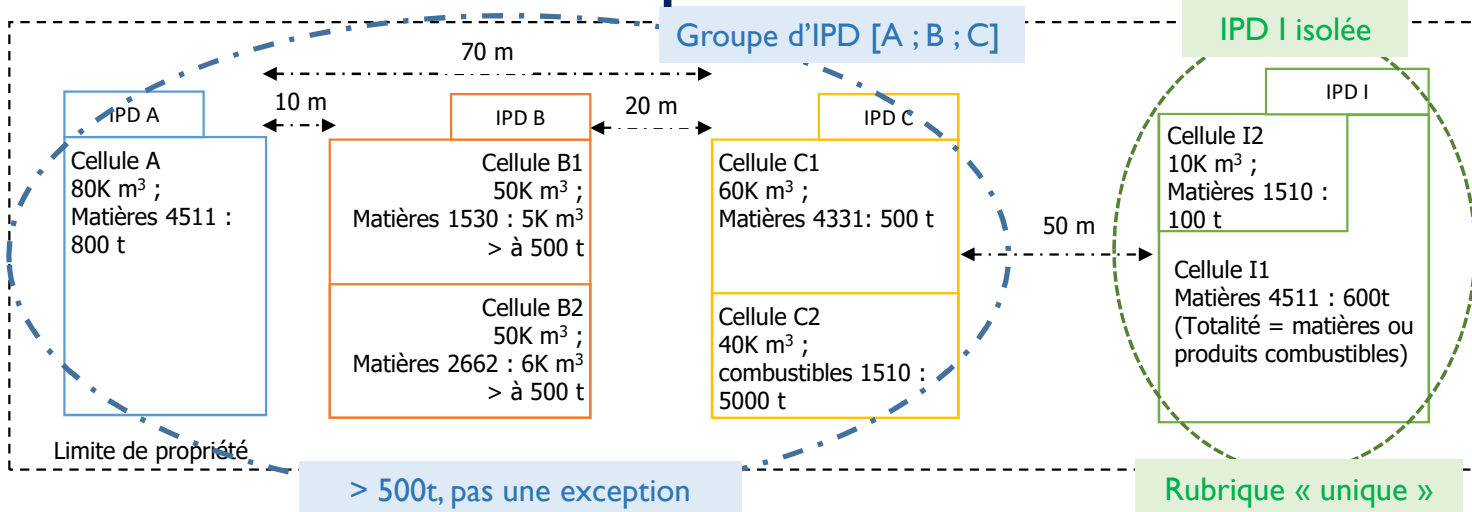 Groupe d'IPD [A ; B ; C]
IPD I isolée
70 m
10 m
20 m
50 m
IPD A
Cellule A
80K m³ ;
Matières 4511 :
800 t
IPD B
Cellule B1
50K m³ ;
Matières 1530 : 5K m³
> à 500 t
Cellule B2
50K m³ ;
Matières 2662 : 6K m³
> à 500 t
IPD C
Cellule C1
60K m³ ;
Matières 4331: 500 t
Cellule C2
40K m³ ;
combustibles 1510 :
5000 t
IPD I
Cellule I2
10K m³ ;
Matières 1510 :
100 t
Cellule I1
Matières 4511 : 600t
(Totalité = matières ou
produits combustibles)
Limite de propriété
> 500t, pas une exception
Rubrique « unique »